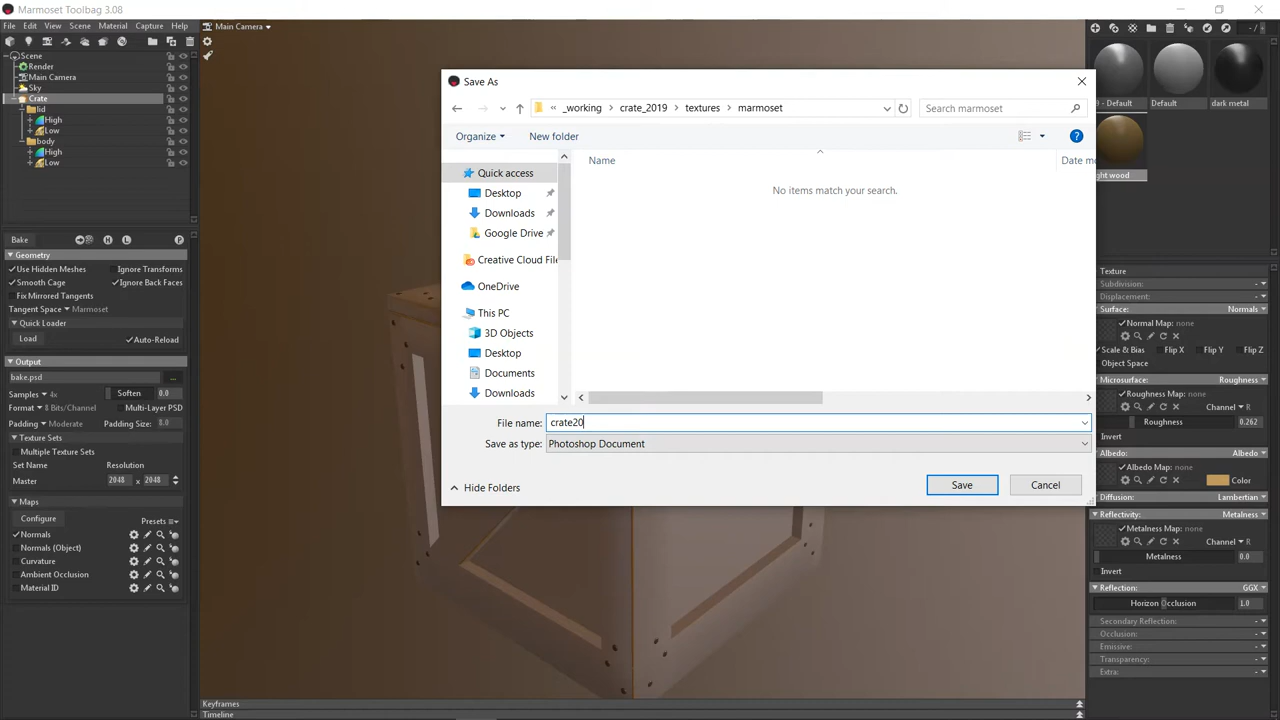 Marmoset Toolbag 3.08
File Edit View Scene Material Capture Help
Main Camera
Scene
Render
Main Camera
Sky
Crate
lid
High
Low
body
High
Low
Bake H L P
Geometry
Use Hidden Meshes Ignore Transforms
Smooth Cage Ignore Back Faces
Fix Mirrored Tangents
Tangent Space Marmoset
Quick Loader
Load Auto-Reload
Output
bake.psd ...
Samples 4x Soften 0.0
Format 8 Bits/Channel Multi-Layer PSD
Padding Moderate Padding Size: 8.0
Texture Sets
Multiple Texture Sets
Set Name Resolution
Master 2048 x 2048
Maps
Configure Presets
Normals
Normals (Object)
Curvature
Ambient Occlusion
Material ID
Save As
« _working › crate_2019 › textures › marmoset
Search marmoset
Organize New folder
Name Date mo
No items match your search.
Quick access
Desktop
Downloads
Google Drive
Creative Cloud File
OneDrive
This PC
3D Objects
Desktop
Documents
Downloads
File name: crate20
Save as type: Photoshop Document
Hide Folders Save Cancel
- /
9 - Default Default dark metal
ght wood
Texture
Subdivision: -
Displacement: -
Surface: Normals
Normal Map: none
Scale & Bias Flip X Flip Y Flip Z
Object Space
Microsurface: Roughness
Roughness Map: none
Channel R
Roughness 0.262
Invert
Albedo: Albedo
Albedo Map: none
Color
Diffusion: Lambertian
Reflectivity: Metalness
Metalness Map: none
Channel R
Metalness 0.0
Invert
Reflection: GGX
Horizon Occlusion 1.0
Secondary Reflection: -
Occlusion: -
Emissive: -
Transparency: -
Extra: -
Keyframes
Timeline